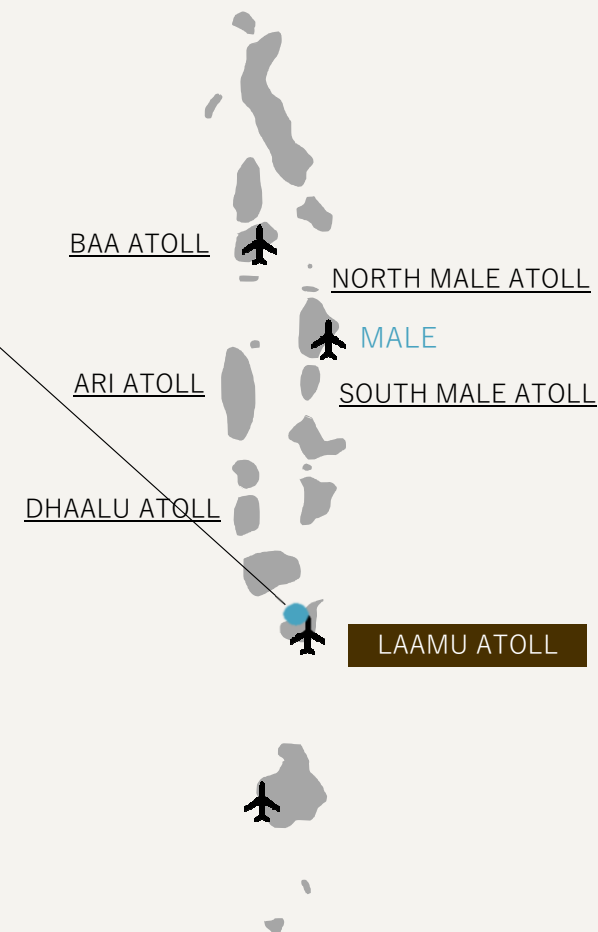 BAA ATOLL
NORTH MALE ATOLL
MALE
ARI ATOLL
SOUTH MALE ATOLL
DHAALU ATOLL
LAAMU ATOLL